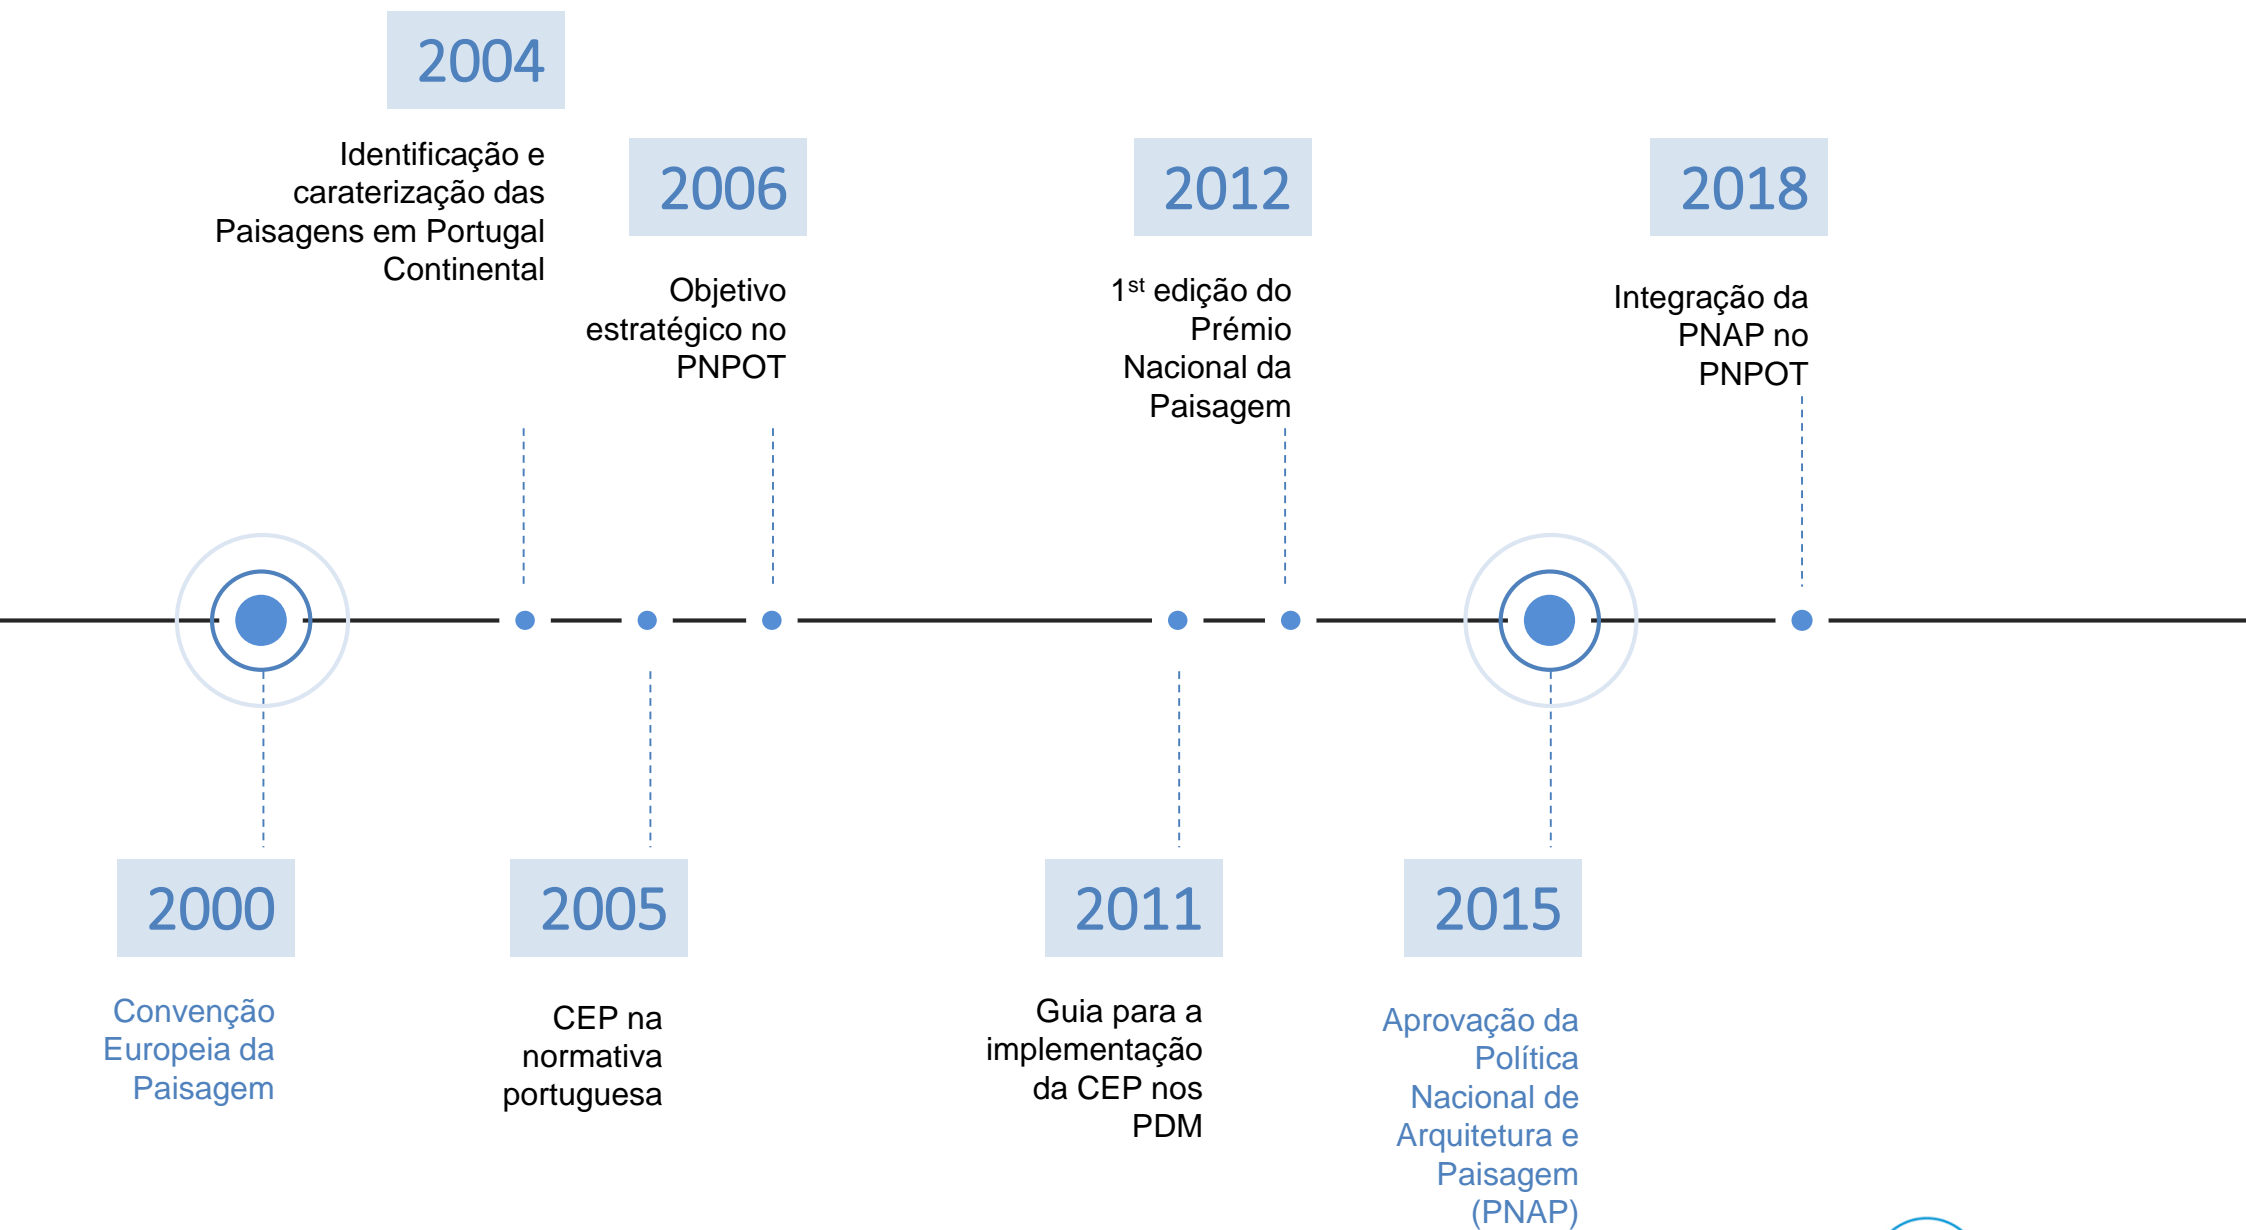 2004
Identificação e
caraterização das
Paisagens em Portugal
Continental
2006
Objetivo
estratégico no
PNPOT
2012
1st edição do
Prémio
Nacional da
Paisagem
2018
Integração da
PNAP no
PNPOT
2000
Convenção
Europeia da
Paisagem
2005
CEP na
normativa
portuguesa
2011
Guia para a
implementação
da CEP nos
PDM
2015
Aprovação da
Política
Nacional de
Arquitetura e
Paisagem
(PNAP)